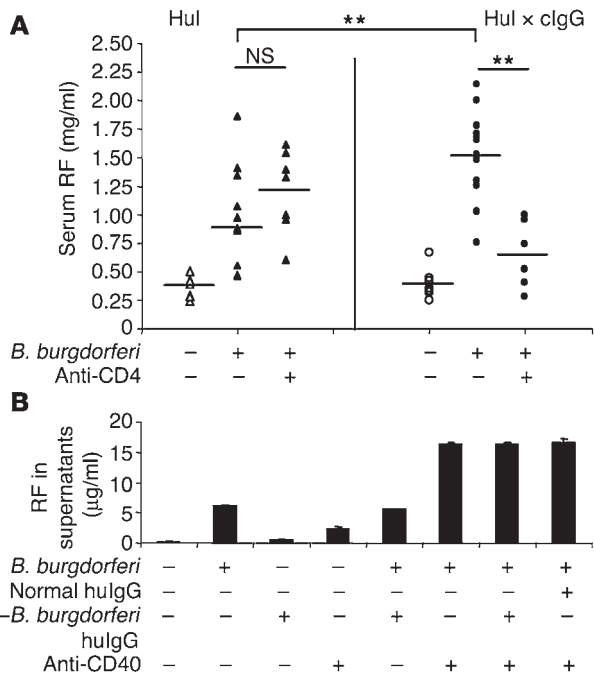 A
HuI
HuI × cIgG
**
NS
**
Serum RF (mg/ml)
2.50
2.25
2.00
1.75
1.50
1.25
1.00
0.75
0.50
0.25
0
B. burgdorferi – + + – + +
Anti-CD4 – – + – – +
B
RF in
supernatants
(μg/ml)
20
15
10
5
0
B. burgdorferi – + – – + + + +
Normal huIgG – – – – – – – +
–B. burgdorferi – – + – + – + –
huIgG
Anti-CD40 – – – + – + + +